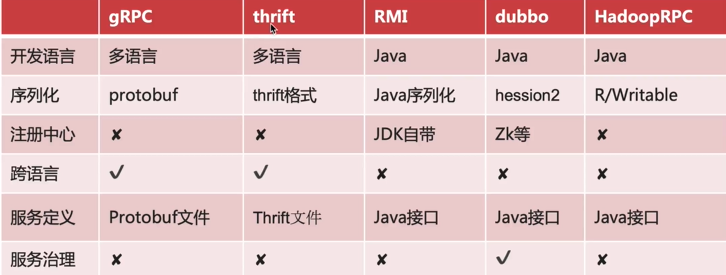 gRPC thrift RMI dubbo HadoopRPC
开发语言 多语言 多语言 Java Java Java
序列化 protobuf thrift格式 Java序列化 hession2 R/Writable
注册中心 ✘ ✘ JDK自带 Zk等 ✘
跨语言 ✓ ✓ ✘ ✘ ✘
服务定义 Protobuf文件 Thrift文件 Java接口 Java接口 Java接口
服务治理 ✘ ✘ ✘ ✓ ✘